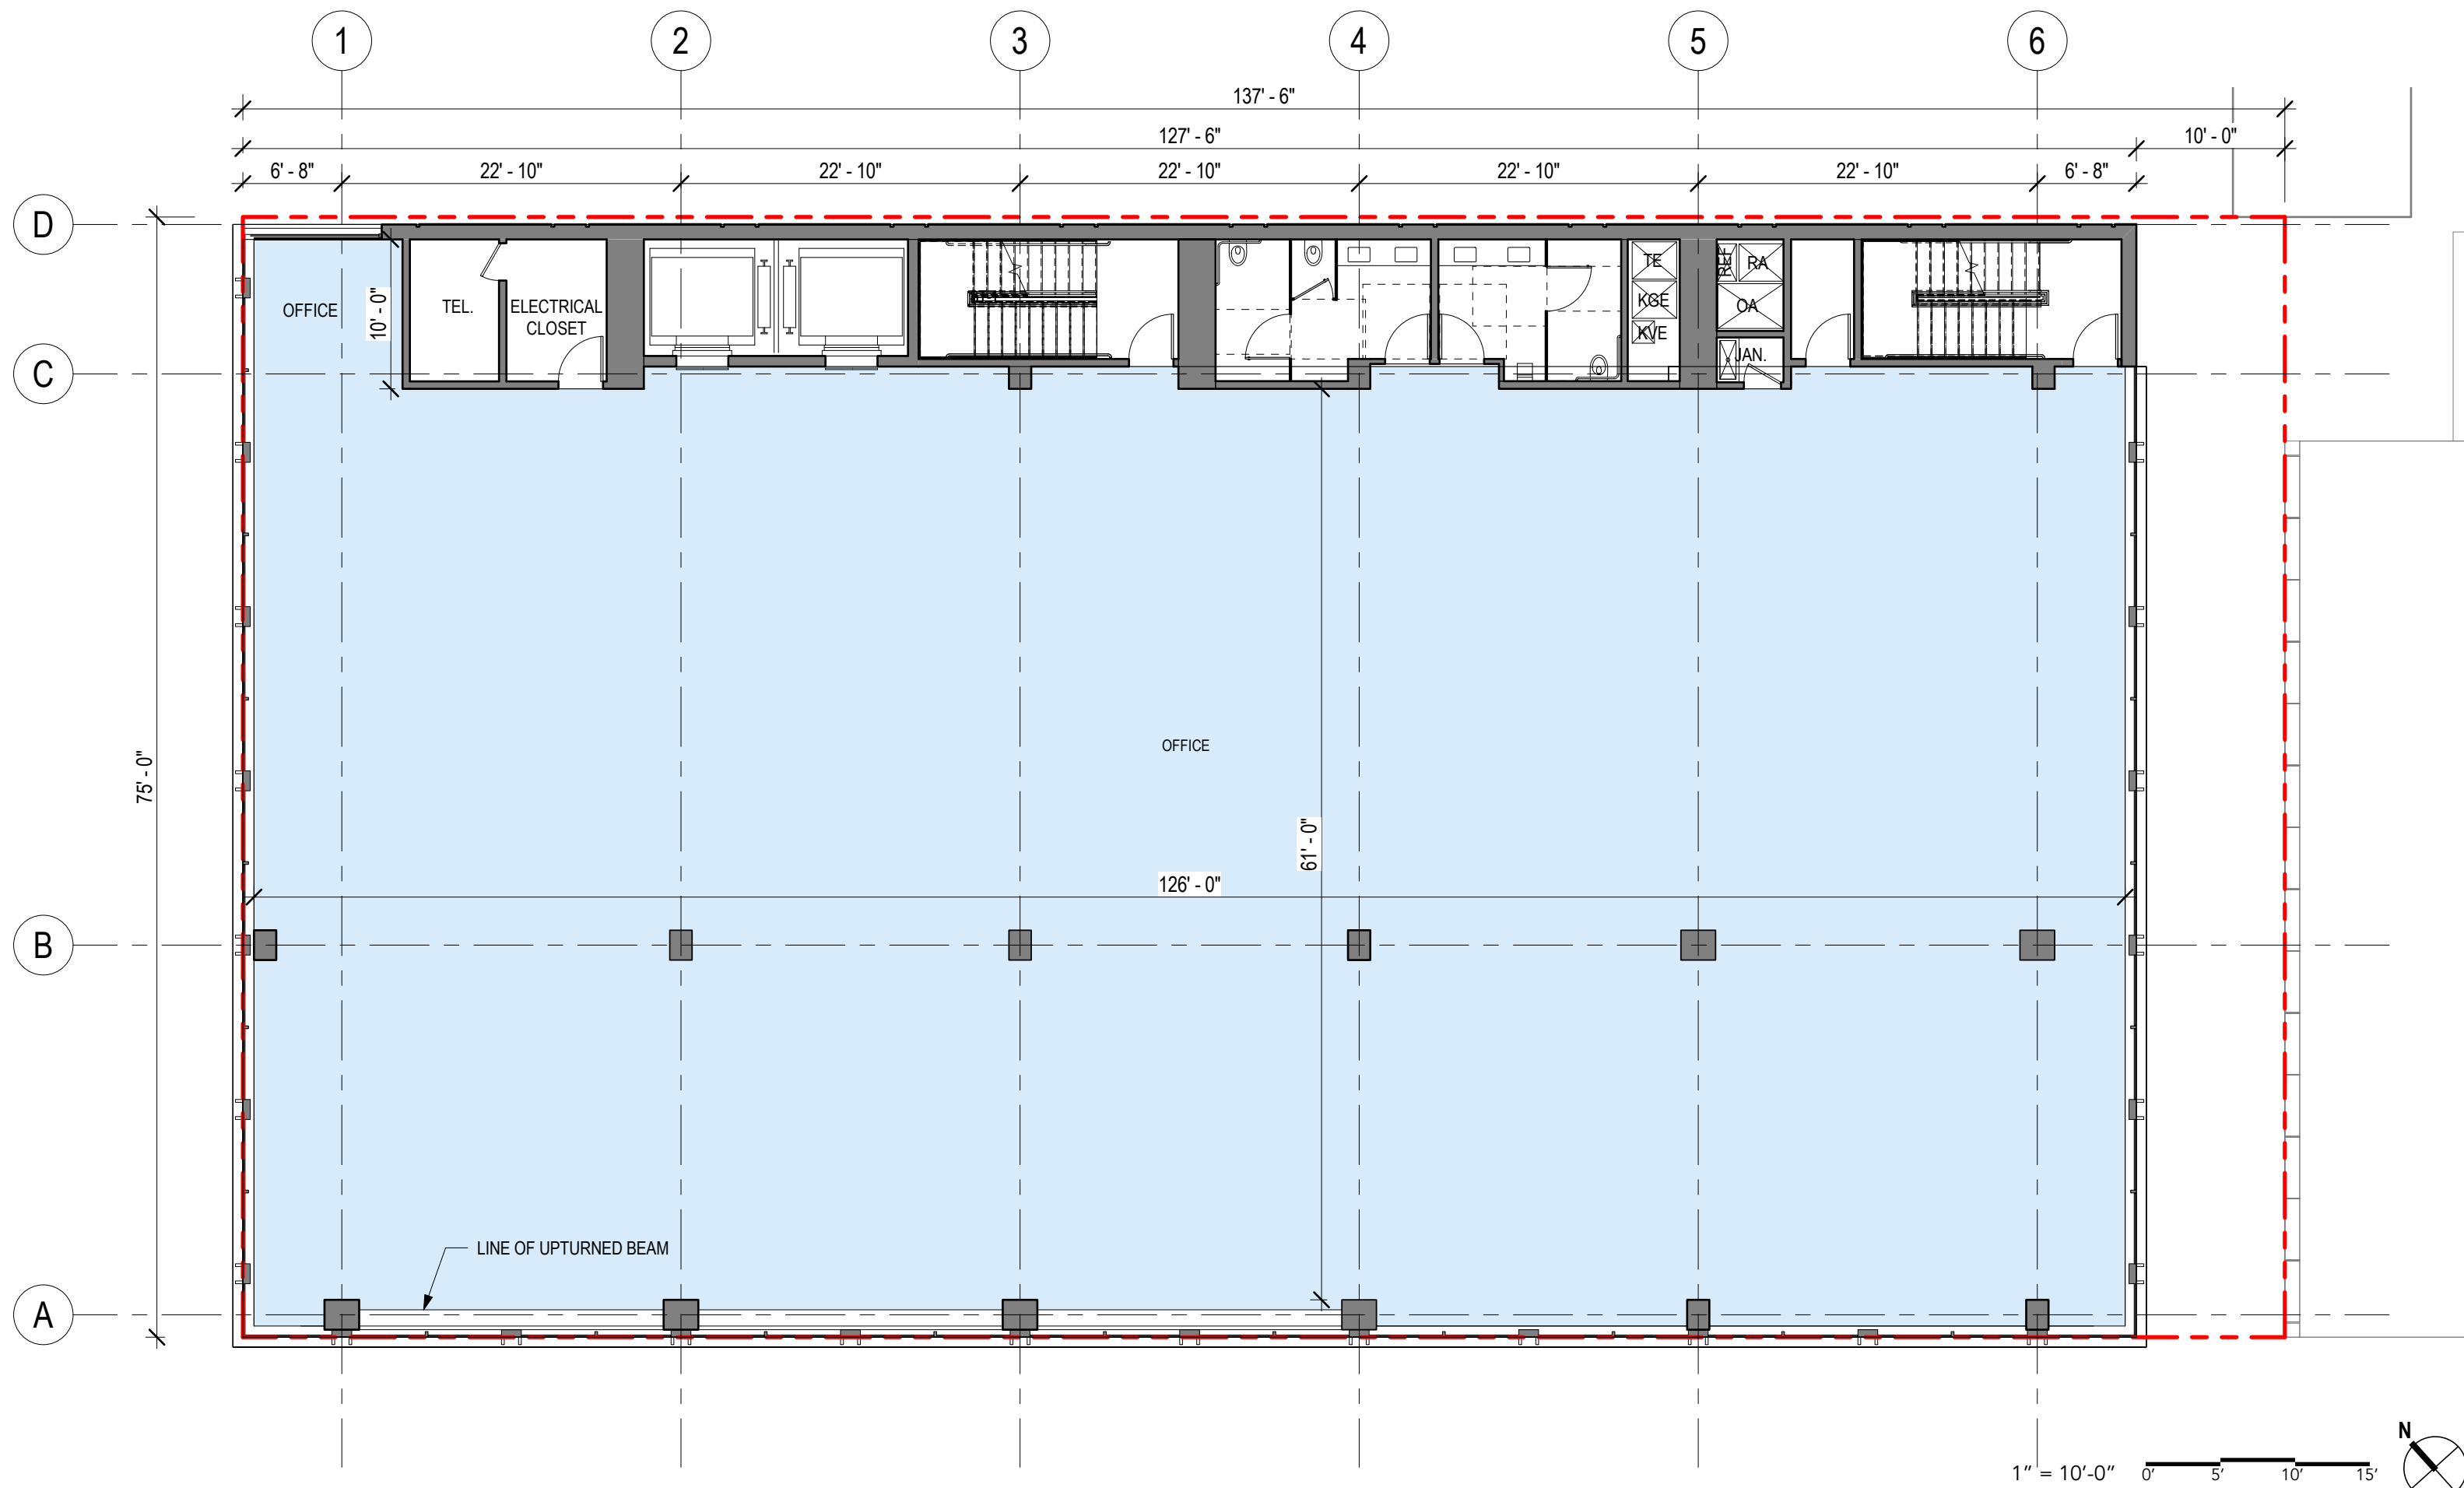 1 2 3 4 5 6
137' - 6"
127' - 6" 10' - 0"
6' - 8" 22' - 10" 22' - 10" 22' - 10" 22' - 10" 22' - 10" 6' - 8"
D
C
B
A
75' - 0"
OFFICE
10' - 0"
TEL.
ELECTRICAL
CLOSET
TE
KGE
KVE
REF
RA
OA
JAN.
OFFICE
61' - 0"
126' - 0"
LINE OF UPTURNED BEAM
1" = 10'-0"
0' 5' 10' 15'
N